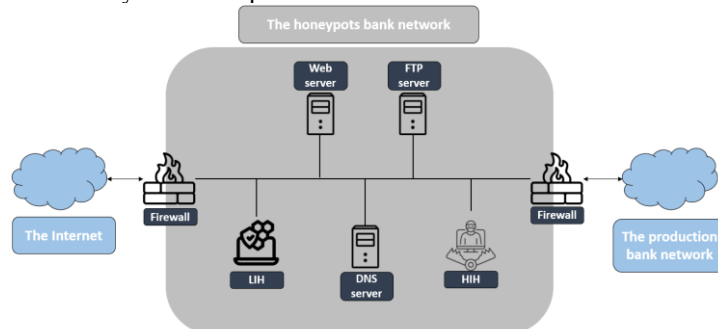 The honeypots bank network
Web
server
FTP
server
Firewall
Firewall
The Internet
The production
bank network
LIH
DNS
server
HIH